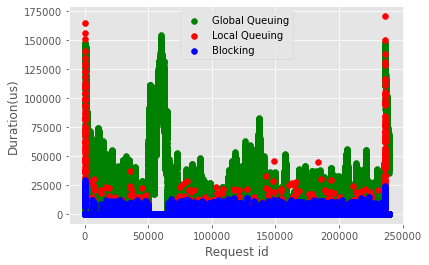 175000
150000
125000
100000
75000
50000
25000
0
Duration(us)
Global Queuing
Local Queuing
Blocking
0 50000 100000 150000 200000 250000
Request id